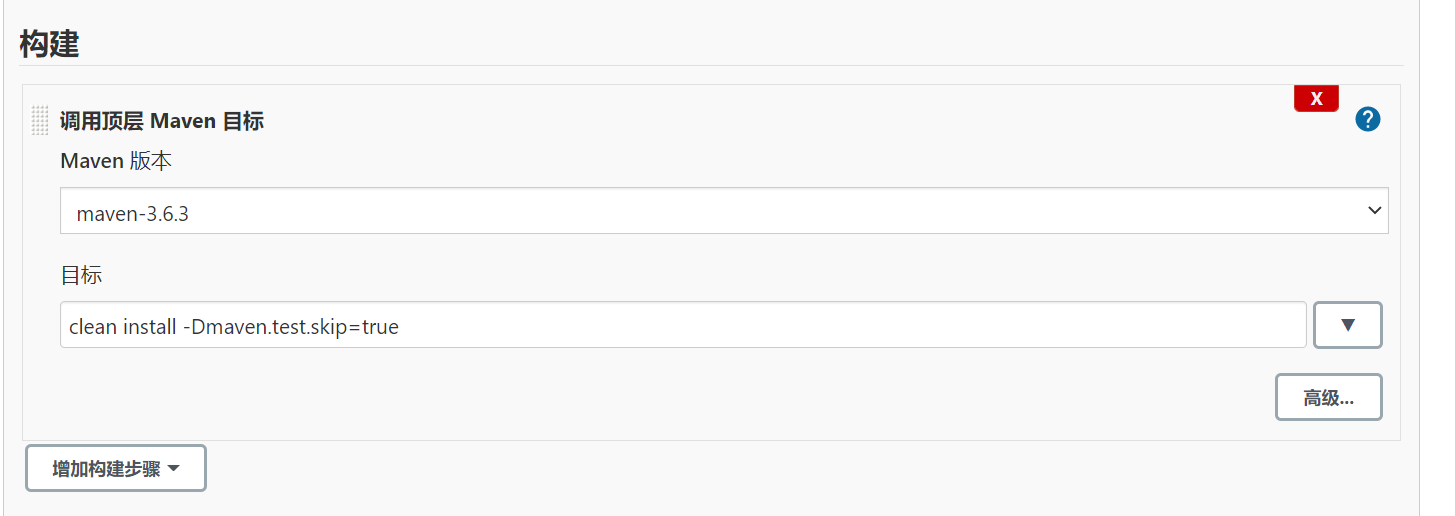 构建
X
调用顶层 Maven 目标
?
Maven 版本
maven-3.6.3
目标
clean install -Dmaven.test.skip=true
▼
高级...
增加构建步骤